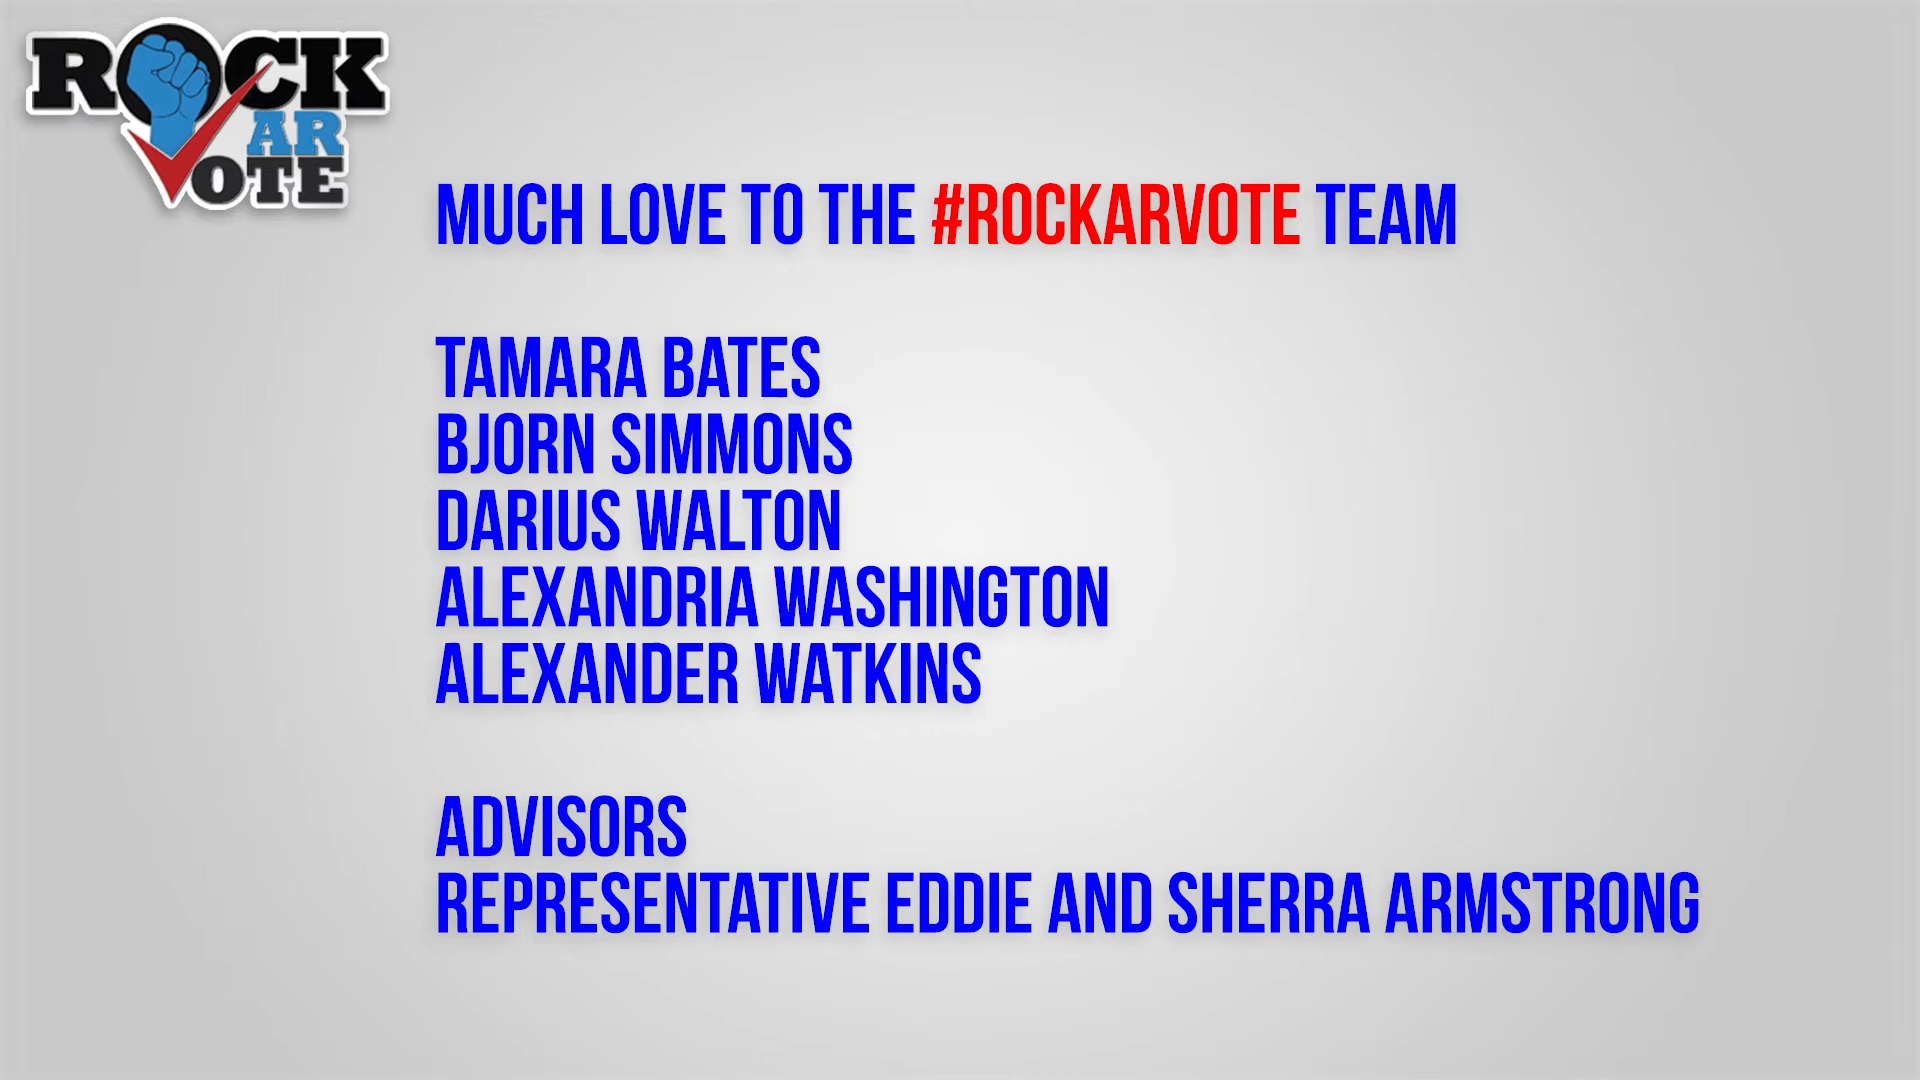 ROCK
AR
VOTE
MUCH LOVE TO THE #ROCKARVOTE TEAM
TAMARA BATES
BJORN SIMMONS
DARIUS WALTON
ALEXANDRIA WASHINGTON
ALEXANDER WATKINS
ADVISORS
REPRESENTATIVE EDDIE AND SHERRA ARMSTRONG